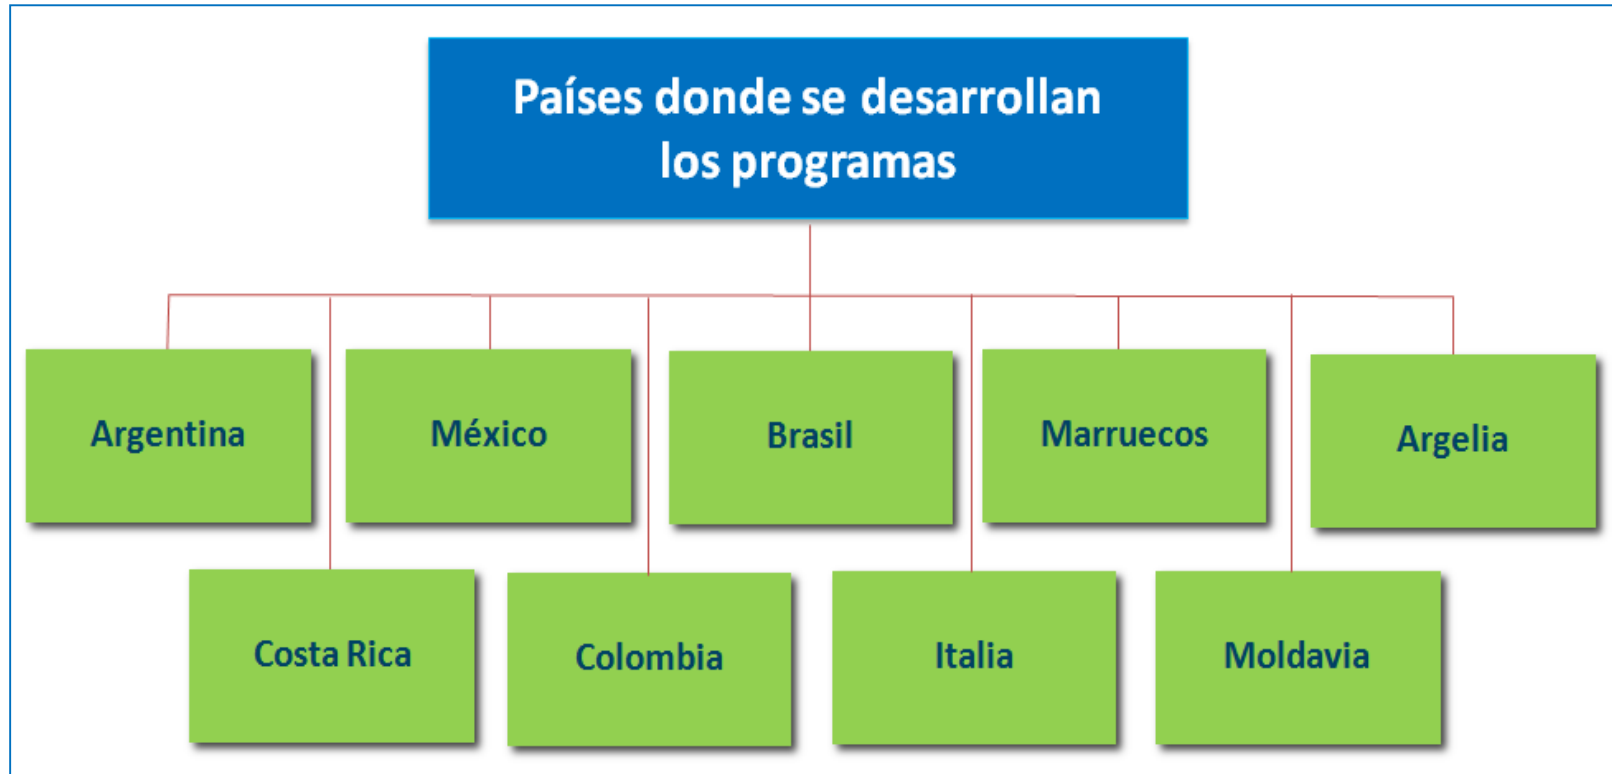 Países donde se desarrollan
los programas
Argentina
México
Brasil
Marruecos
Argelia
Costa Rica
Colombia
Italia
Moldavia